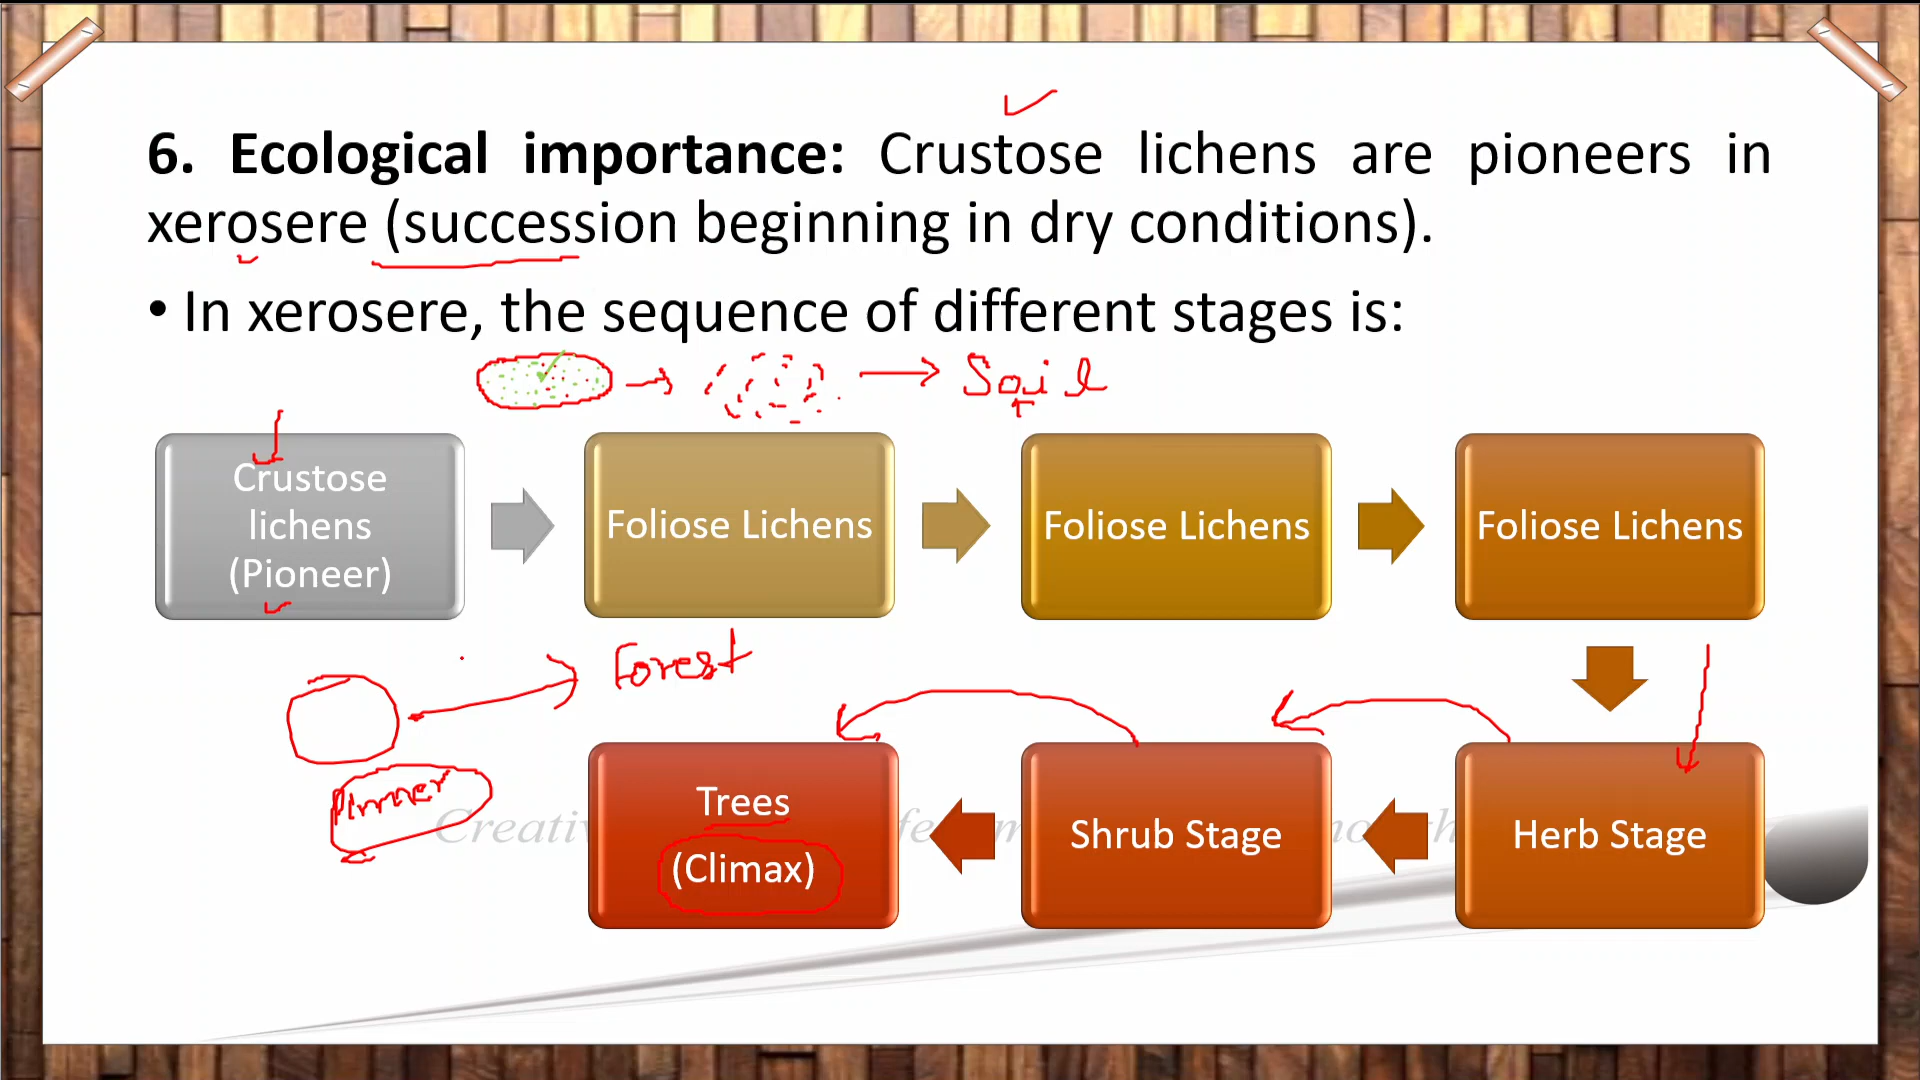 6. Ecological importance: Crustose lichens are pioneers in
xerosere (succession beginning in dry conditions).
• In xerosere, the sequence of different stages is:
Soil
Crustose
lichens
(Pioneer)
Foliose Lichens
Foliose Lichens
Foliose Lichens
Forest
Trees
(Climax)
Shrub Stage
Herb Stage